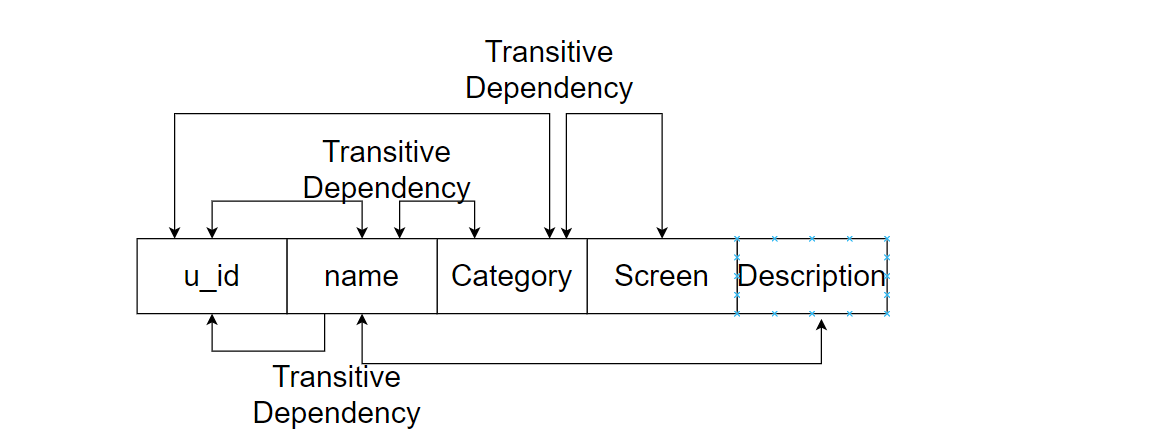 Transitive
Dependency
Transitive
Dependency
u_id name Category Screen Description
Transitive
Dependency